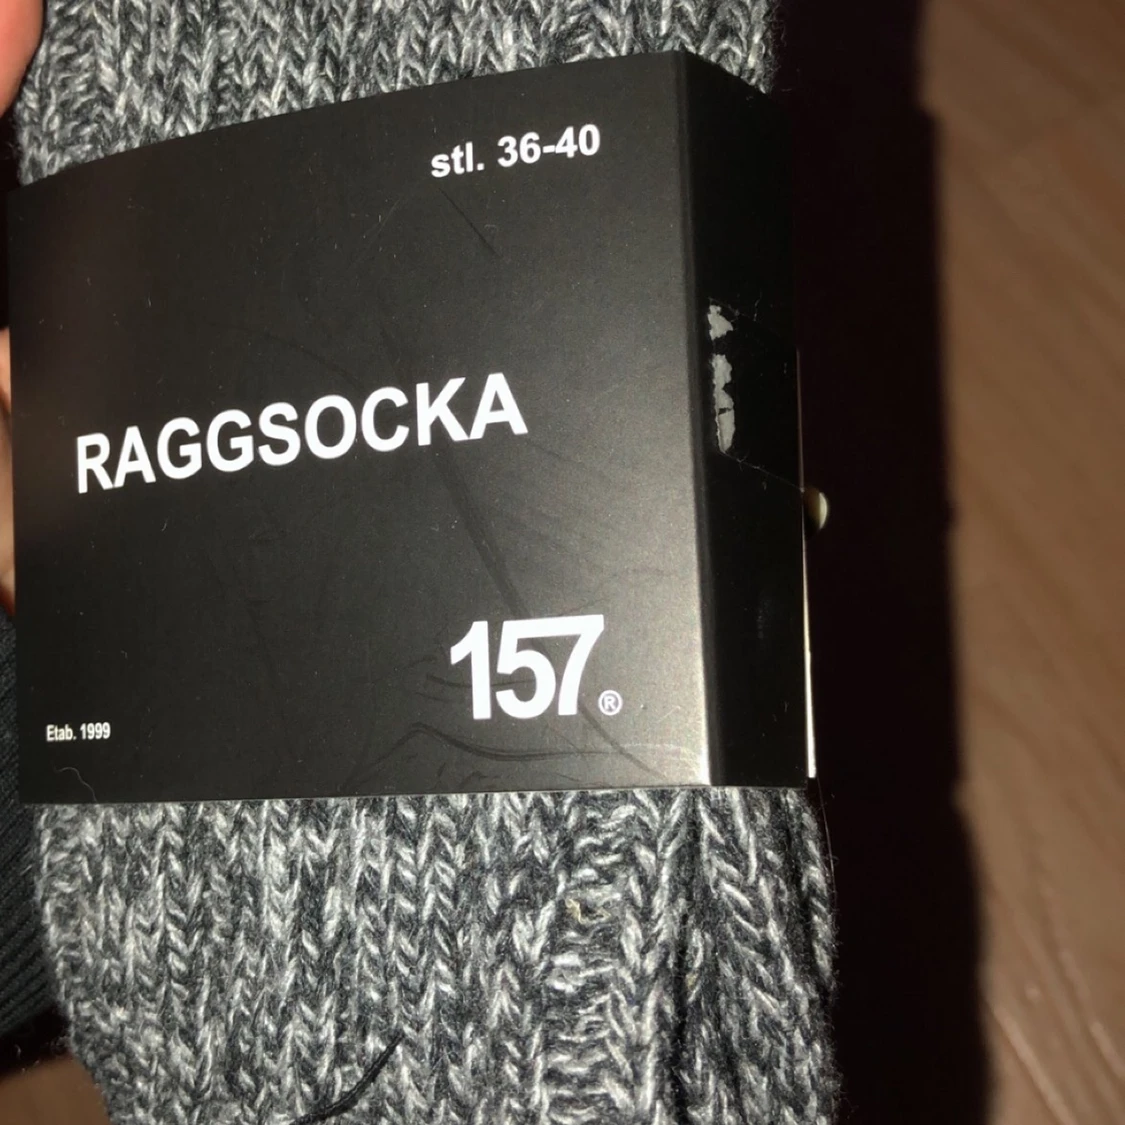 stl. 36-40
RAGGSOCKA
157®
Etab. 1999